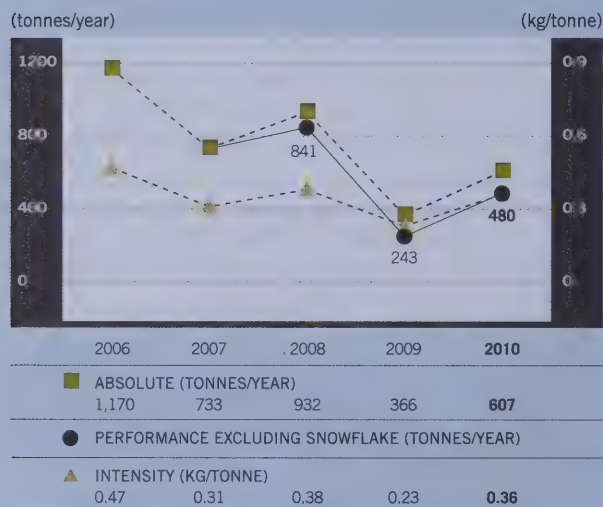 (tonnes/year) (kg/tonne)
1200 0.9
800 0.6
841
400 0.3
480
243
0 0
2006 2007 2008 2009 2010
ABSOLUTE (TONNES/YEAR)
1,170 733 932 366 607
PERFORMANCE EXCLUDING SNOWFLAKE (TONNES/YEAR)
INTENSITY (KG/TONNE)
0.47 0.31 0.38 0.23 0.36